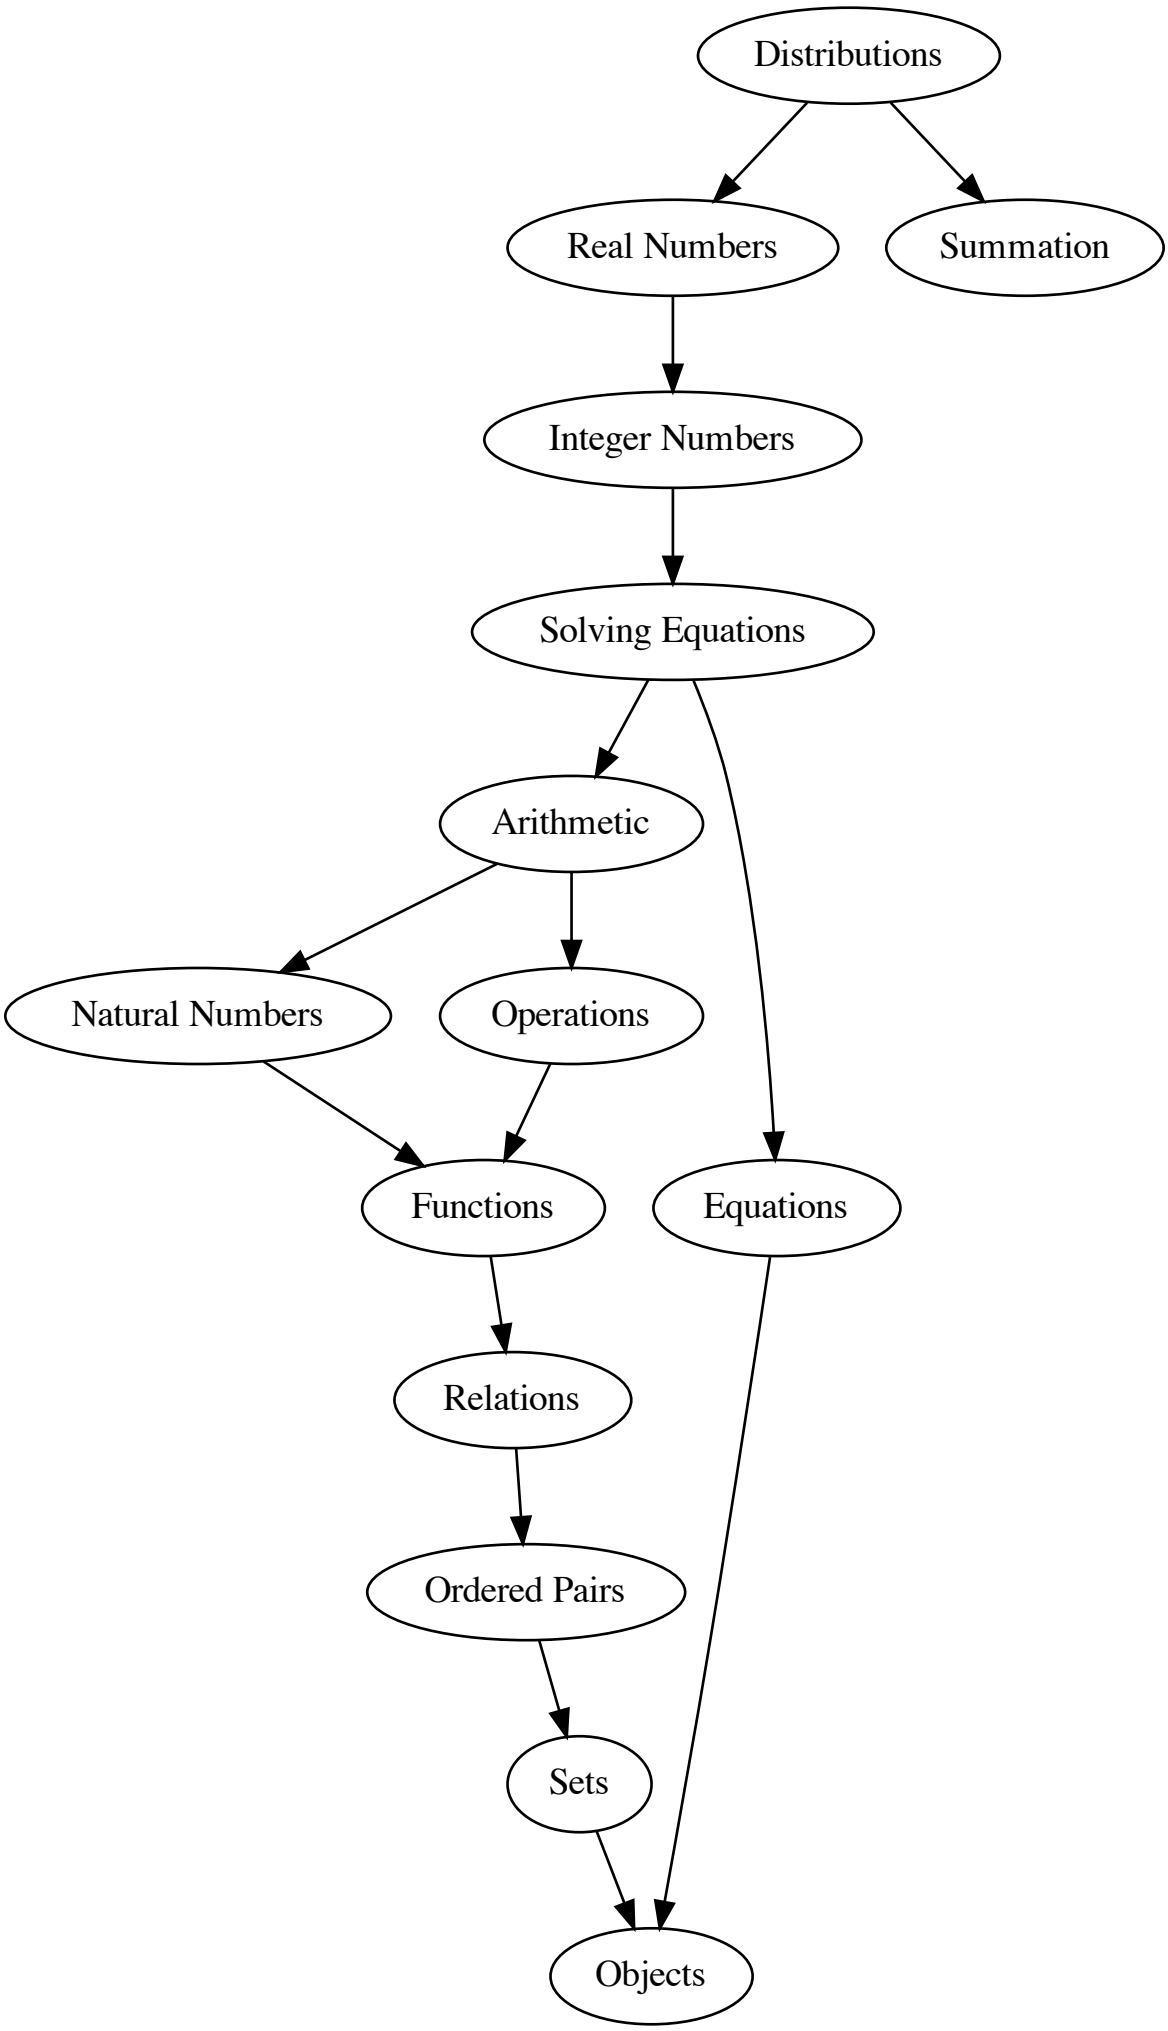 Distributions
Real Numbers
Summation
Integer Numbers
Solving Equations
Arithmetic
Natural Numbers
Operations
Functions
Equations
Relations
Ordered Pairs
Sets
Objects